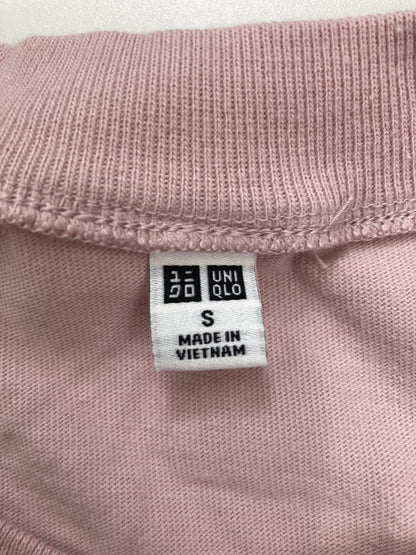 ユニ UNI
クロ QLO
S
MADE IN
VIETNAM